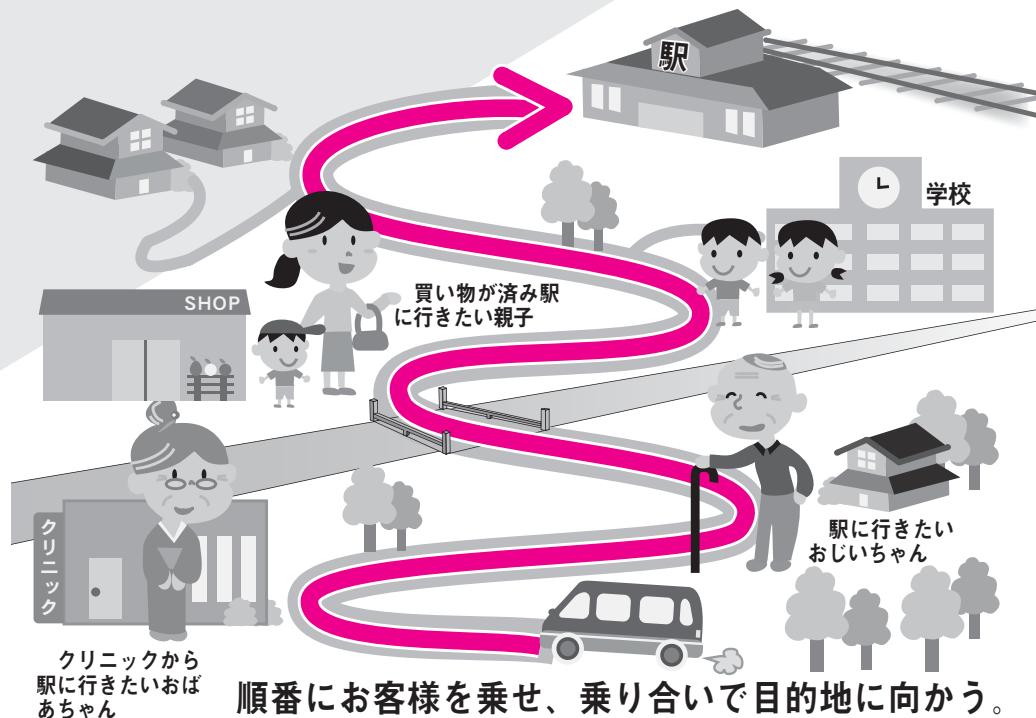 駅
学校
SHOP
買い物が済み駅
に行きたい親子
クリニック
駅に行きたい
おじいちゃん
クリニックから
駅に行きたいおば
あちゃん
順番にお客様を乗せ、乗り合いで目的地に向かう。